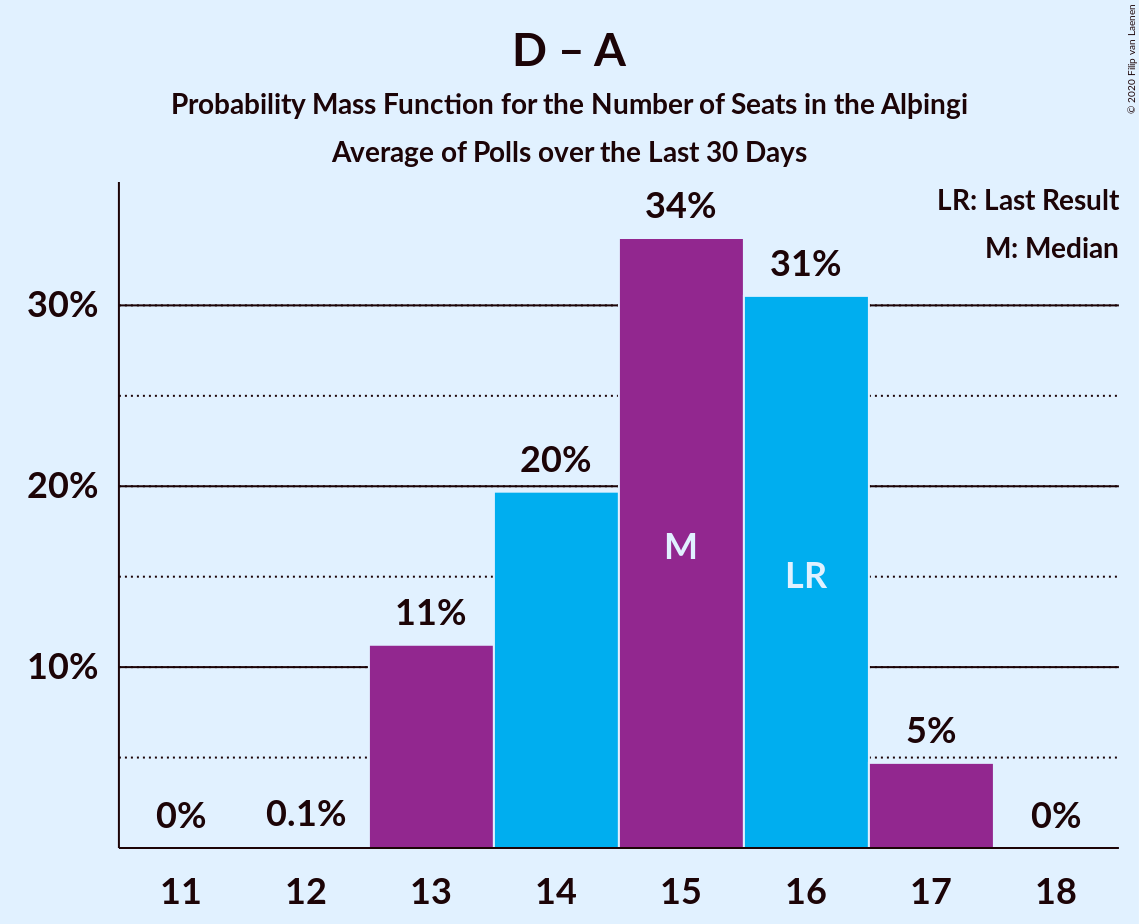 D – A
Probability Mass Function for the Number of Seats in the Alþingi
Average of Polls over the Last 30 Days
© 2020 Filip van Laenen
LR: Last Result
M: Median
34%
31%
30%
20%
20%
M
LR
11%
10%
5%
0%
0.1%
0%
11 12 13 14 15 16 17 18